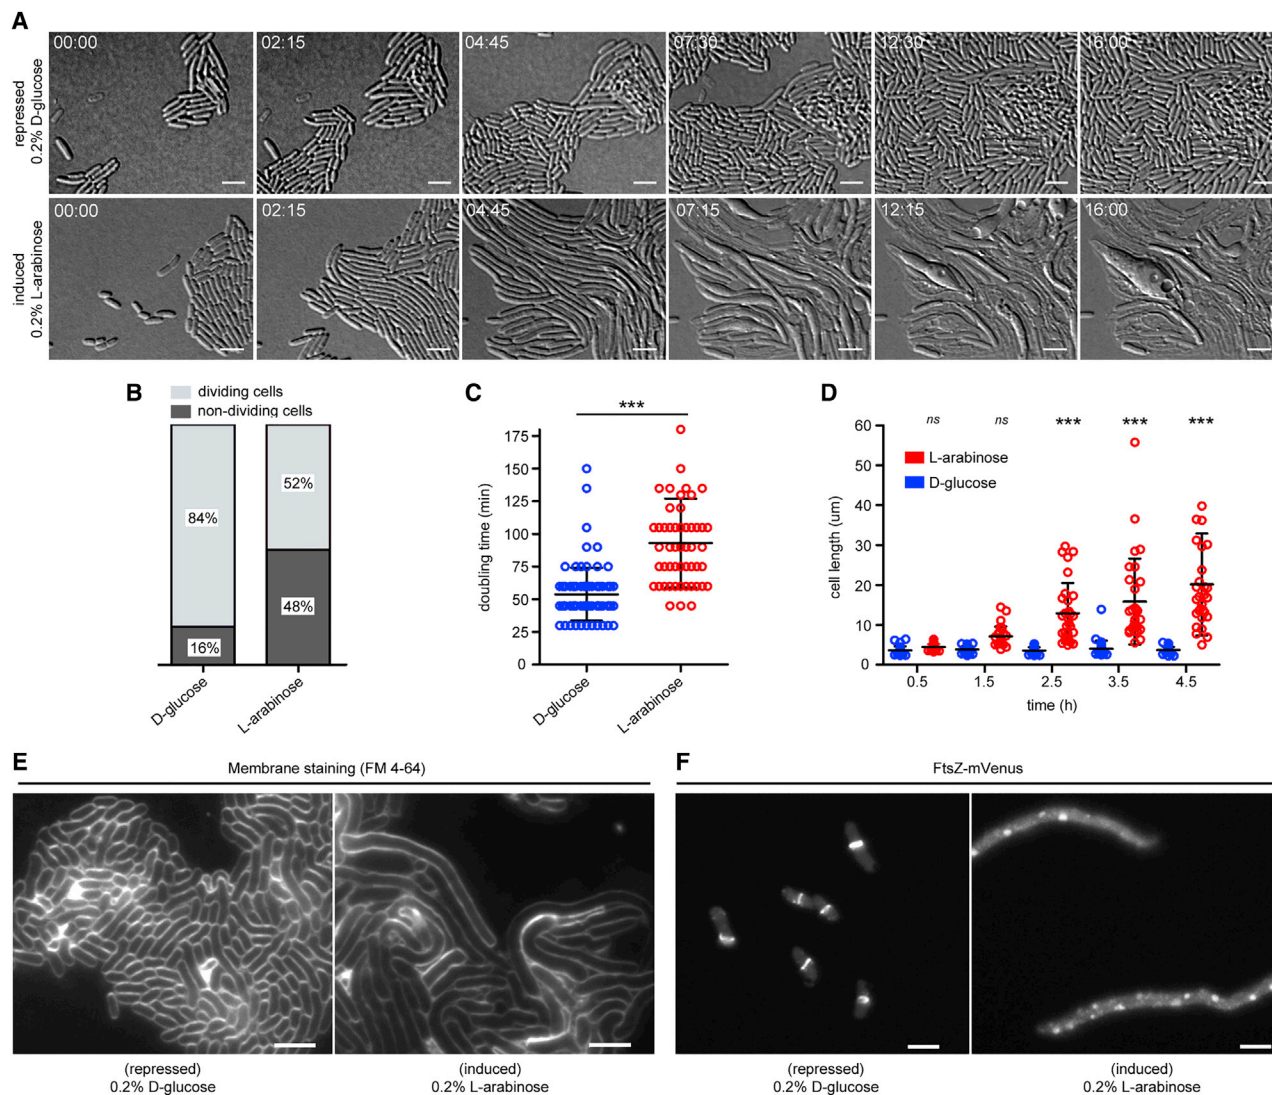 A
repressed
0.2% D-glucose
00:00
02:15
04:45
07:30
12:30
16:00
induced
0.2% L-arabinose
00:00
02:15
04:45
07:15
12:15
16:00
B
dividing cells
non-dividing cells
84%
16%
52%
48%
D-glucose
L-arabinose
C
***
doubling time (min)
175
150
125
100
75
50
25
0
D-glucose
L-arabinose
D
ns
ns
***
***
***
cell length (um)
60
50
40
30
20
10
0
L-arabinose
D-glucose
0.5
1.5
2.5
3.5
4.5
time (h)
E
Membrane staining (FM 4-64)
(repressed)
0.2% D-glucose
(induced)
0.2% L-arabinose
F
FtsZ-mVenus
(repressed)
0.2% D-glucose
(induced)
0.2% L-arabinose